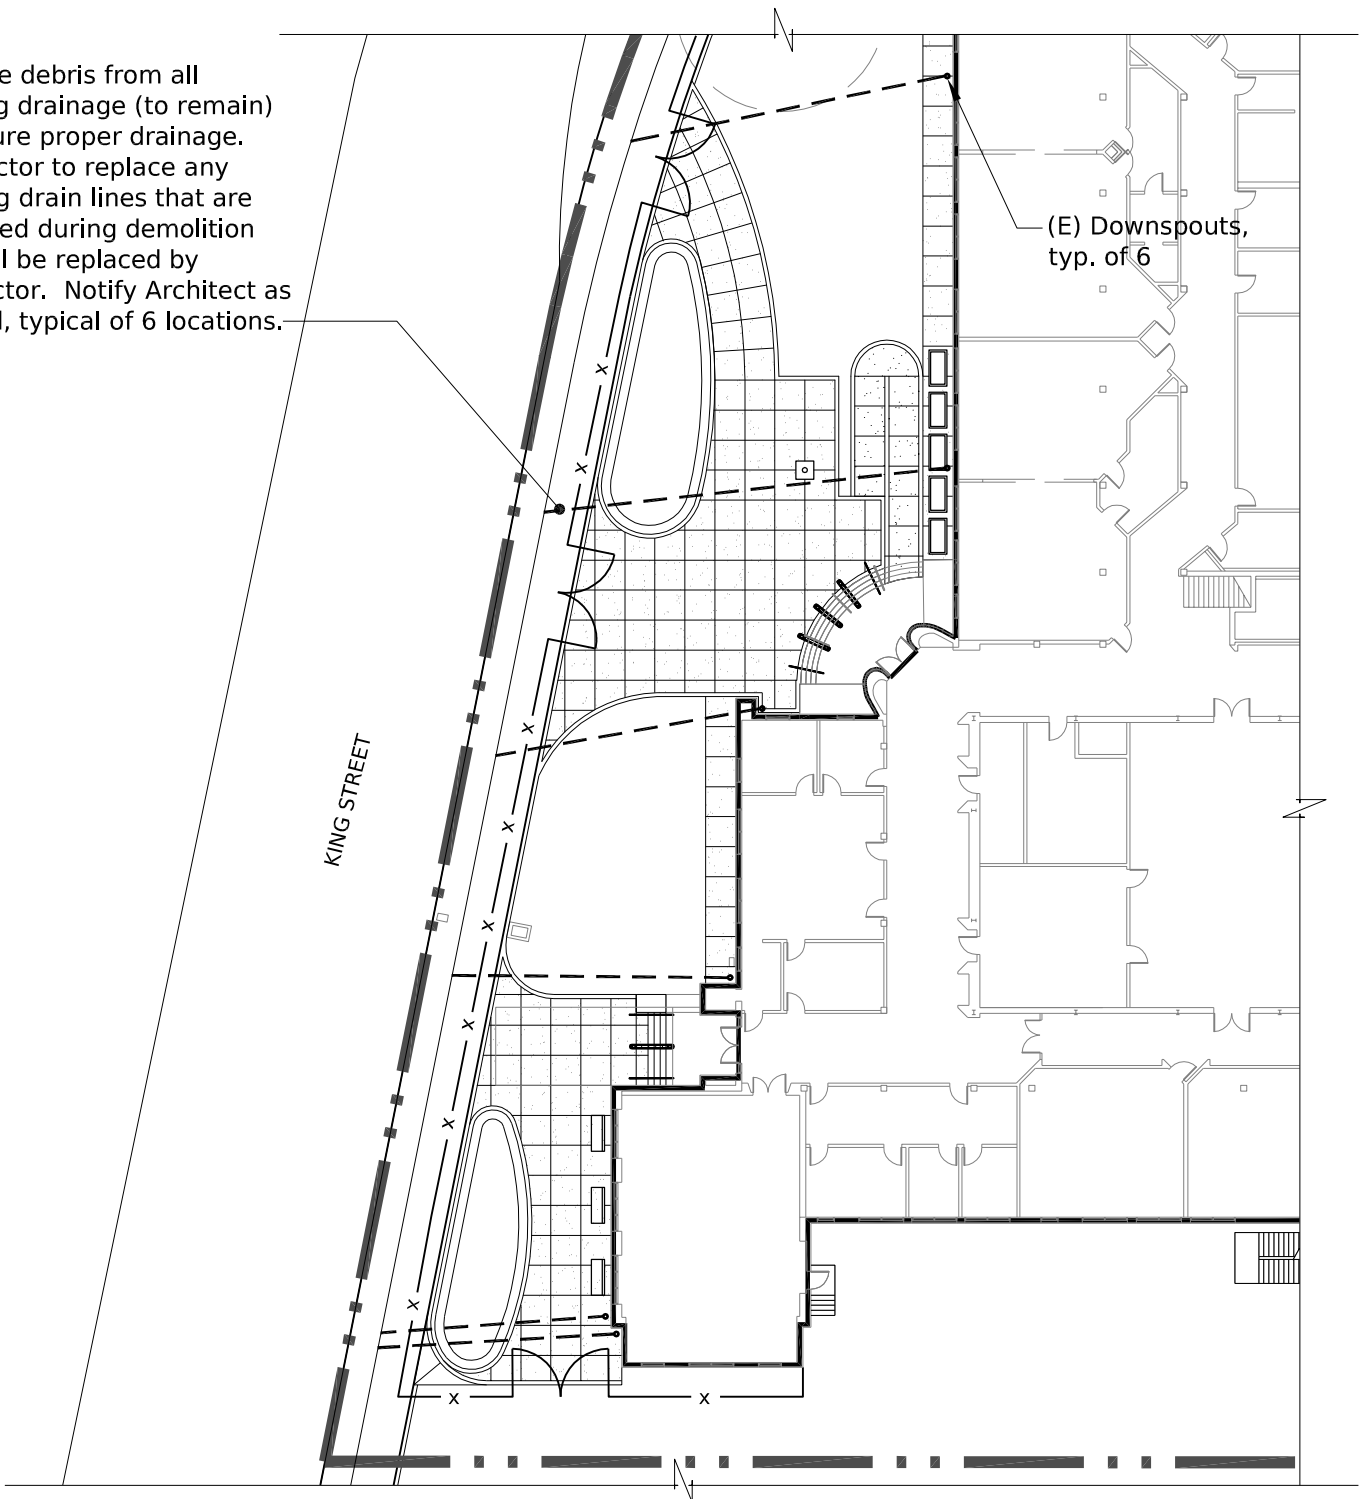 e debris from all
g drainage (to remain)
ure proper drainage.
ctor to replace any
g drain lines that are
ed during demolition
l be replaced by
ctor.  Notify Architect as
, typical of 6 locations.
(E) Downspouts,
typ. of 6
KING STREET
x
x
x
x
x
x
x
x
x
x